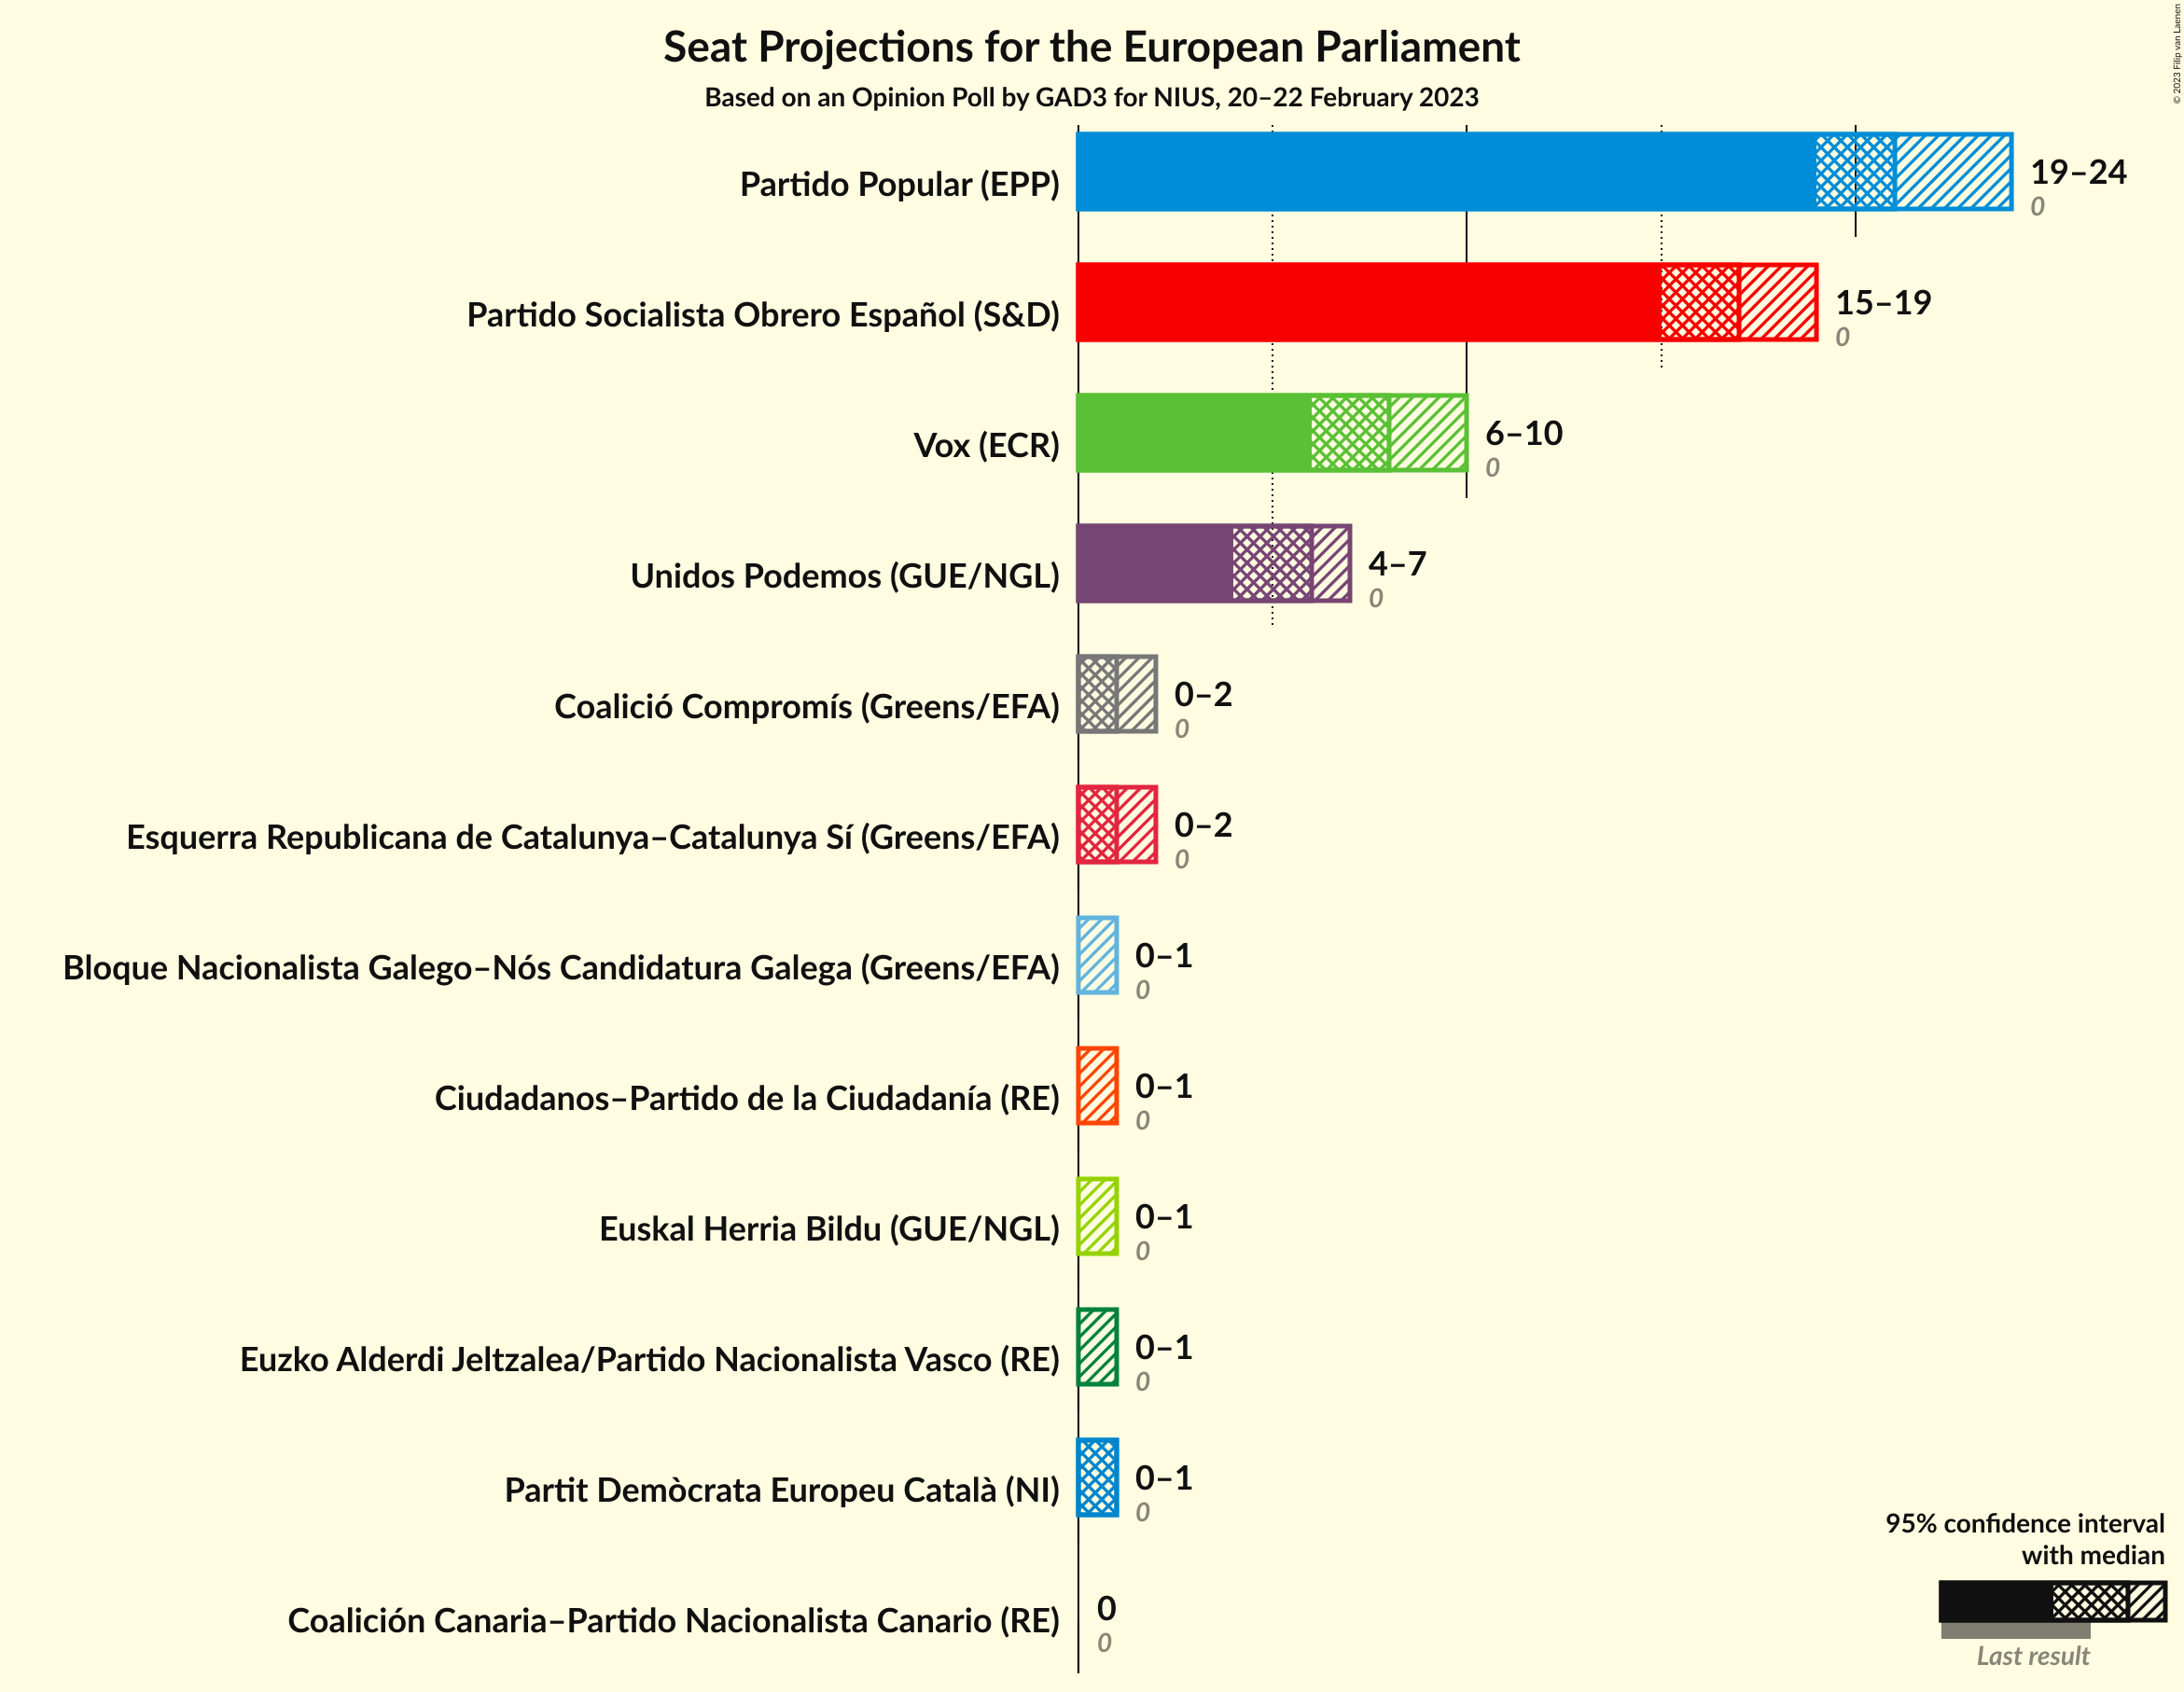 Seat Projections for the European Parliament
Based on an Opinion Poll by GAD3 for NIUS, 20–22 February 2023
© 2023 Filip van Laenen
Partido Popular (EPP)
19–24
0
Partido Socialista Obrero Español (S&D)
15–19
0
Vox (ECR)
6–10
0
Unidos Podemos (GUE/NGL)
4–7
0
Coalició Compromís (Greens/EFA)
0–2
0
Esquerra Republicana de Catalunya–Catalunya Sí (Greens/EFA)
0–2
0
Bloque Nacionalista Galego–Nós Candidatura Galega (Greens/EFA)
0–1
0
Ciudadanos–Partido de la Ciudadanía (RE)
0–1
0
Euskal Herria Bildu (GUE/NGL)
0–1
0
Euzko Alderdi Jeltzalea/Partido Nacionalista Vasco (RE)
0–1
0
Partit Demòcrata Europeu Català (NI)
0–1
0
Coalición Canaria–Partido Nacionalista Canario (RE)
0
0
95% confidence interval
with median
Last result